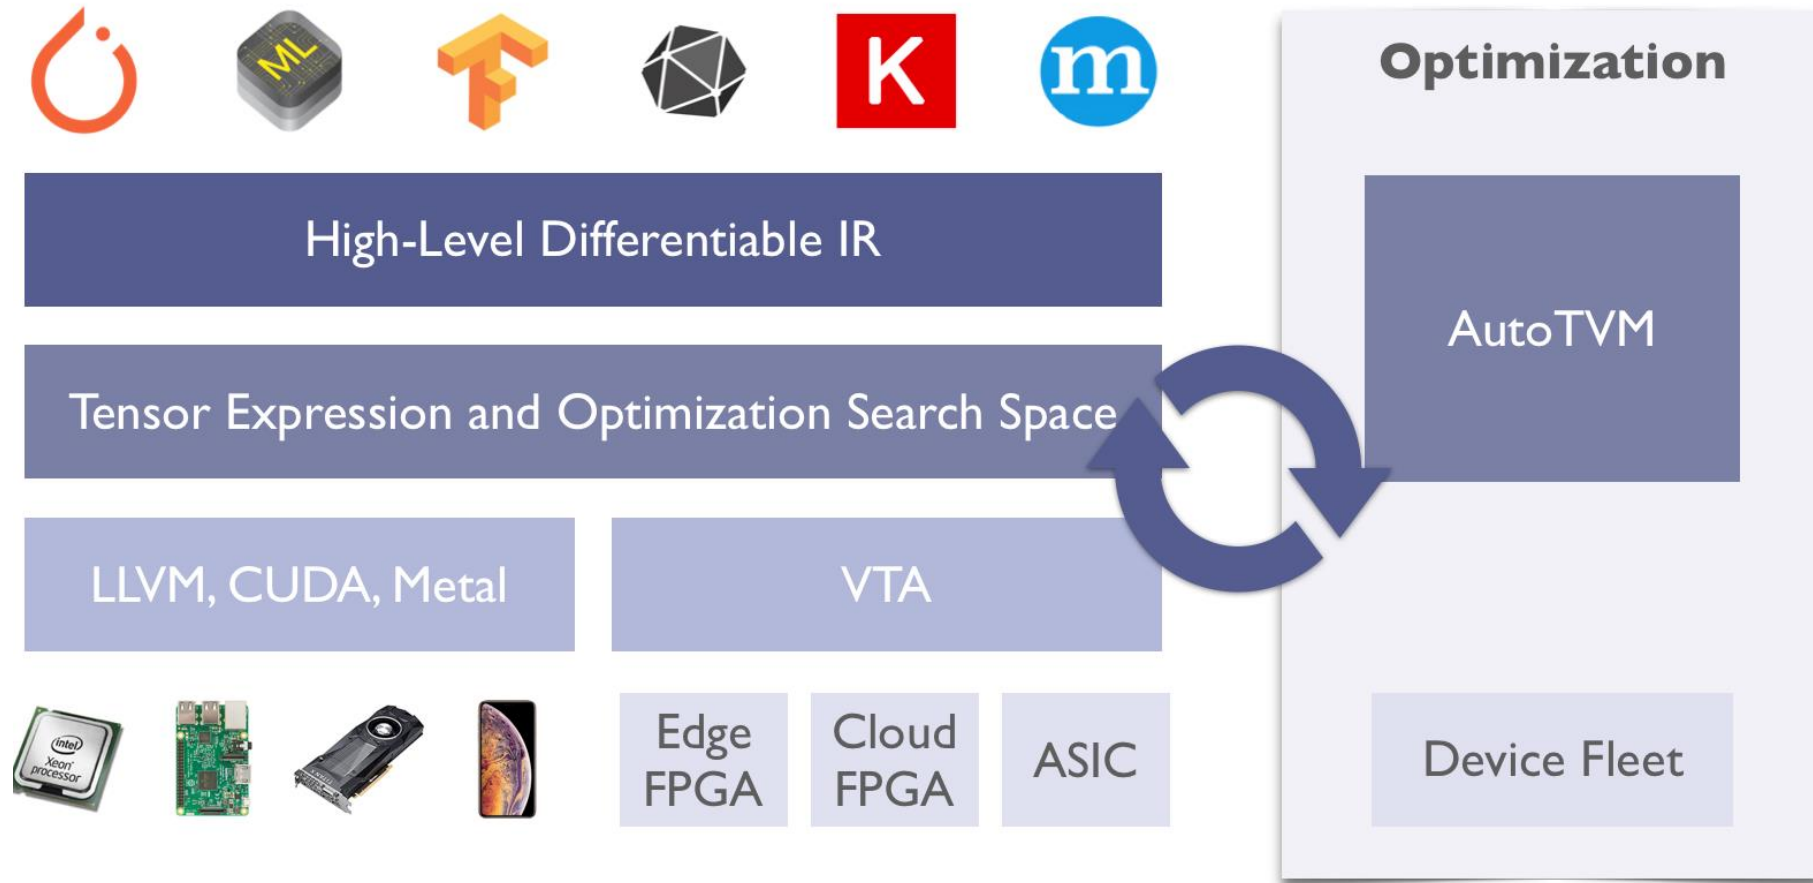 ML
K
m
Optimization
High-Level Differentiable IR
AutoTVM
Tensor Expression and Optimization Search Space
LLVM, CUDA, Metal
VTA
intel
Xeon
processor
Edge
FPGA
Cloud
FPGA
ASIC
Device Fleet